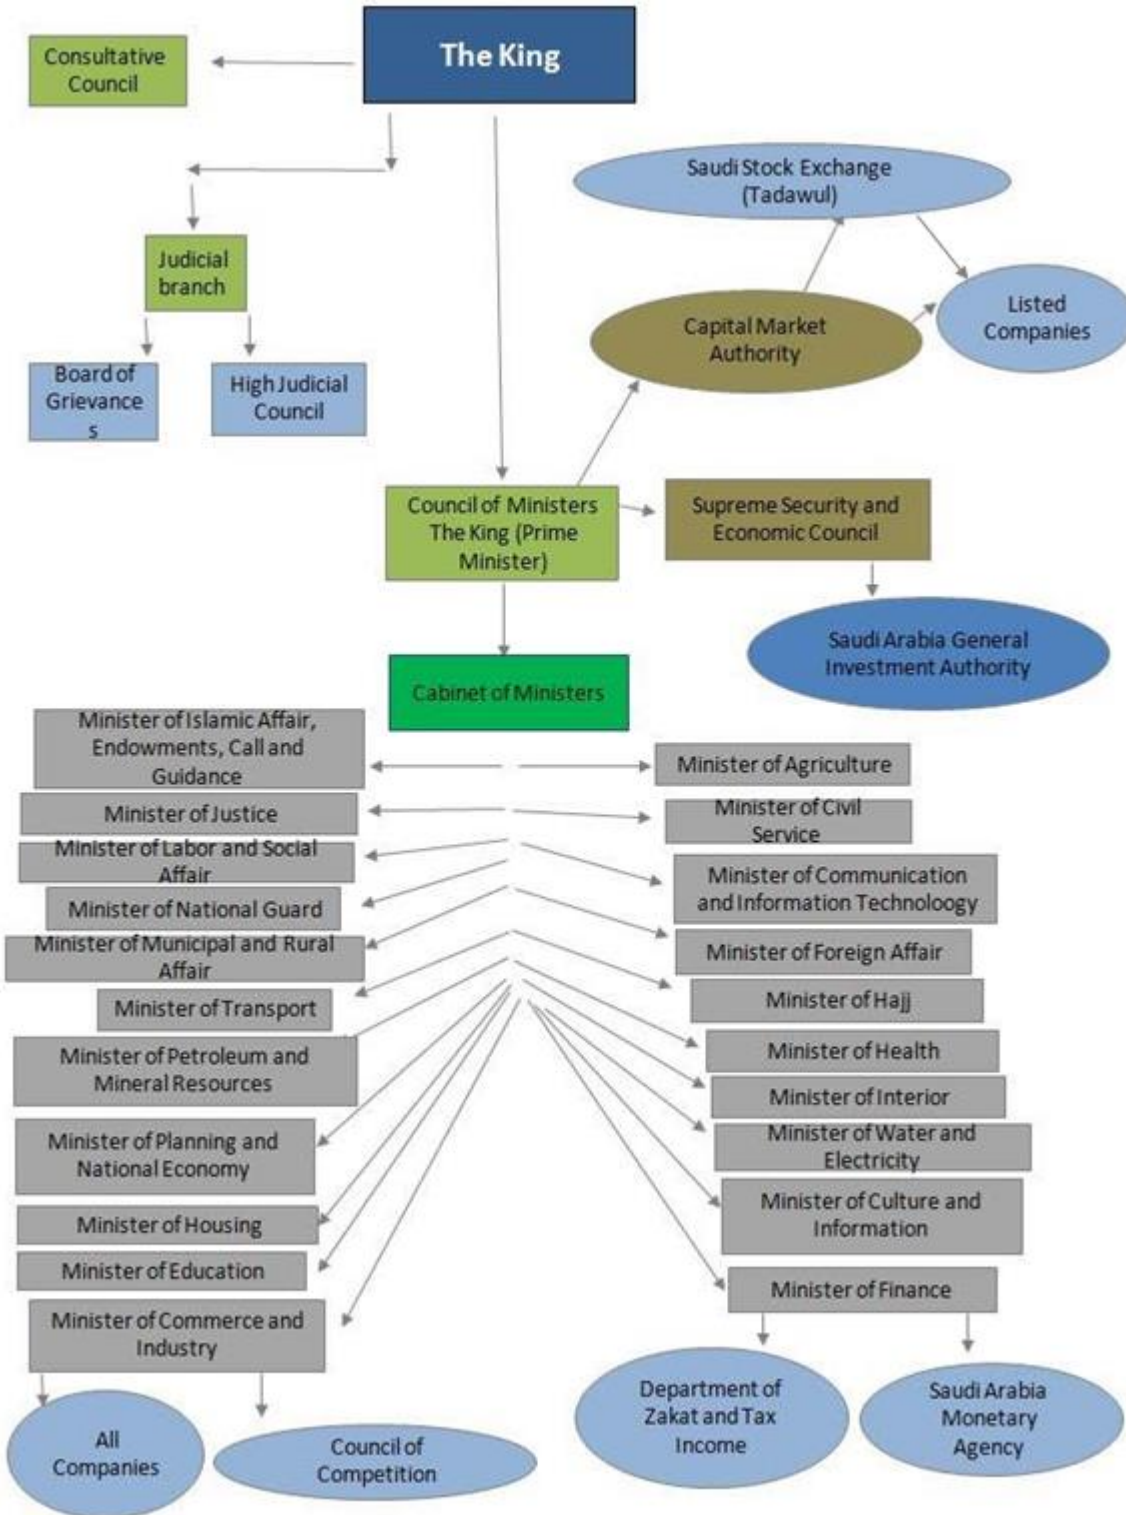 The King
Consultative
Council
Saudi Stock Exchange
(Tadawul)
Judicial
branch
Capital Market
Authority
Listed
Companies
Board of
Grievance
s
High Judicial
Council
Council of Ministers
The King (Prime
Minister)
Supreme Security and
Economic Council
Saudi Arabia General
Investment Authority
Cabinet of Ministers
Minister of Islamic Affair,
Endowments, Call and
Guidance
Minister of Agriculture
Minister of Justice
Minister of Civil
Service
Minister of Labor and Social
Affair
Minister of Communication
and Information Technoloogy
Minister of National Guard
Minister of Municipal and Rural
Affair
Minister of Foreign Affair
Minister of Transport
Minister of Hajj
Minister of Petroleum and
Mineral Resources
Minister of Health
Minister of Interior
Minister of Planning and
National Economy
Minister of Water and
Electricity
Minister of Housing
Minister of Culture and
Information
Minister of Education
Minister of Finance
Minister of Commerce and
Industry
All
Companies
Council of
Competition
Department of
Zakat and Tax
Income
Saudi Arabia
Monetary
Agency